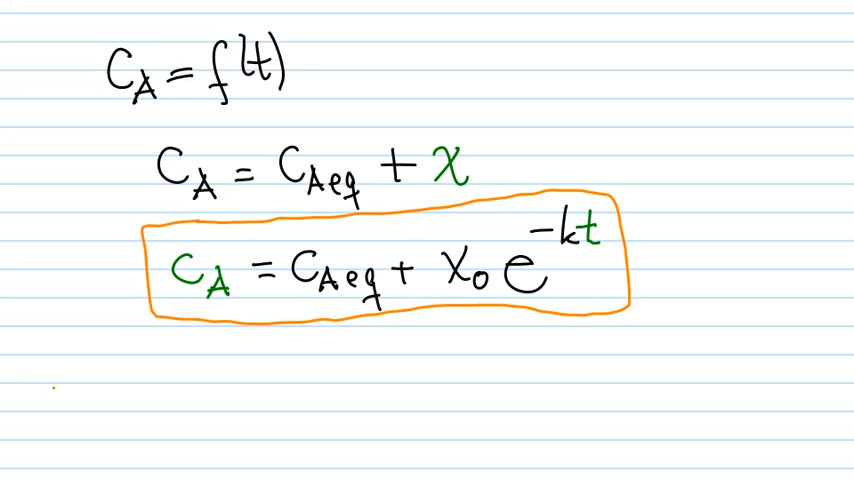 C_A = f(t)
C_A = C_Aeq + x
C_A = C_Aeq + x_0 e^-kt